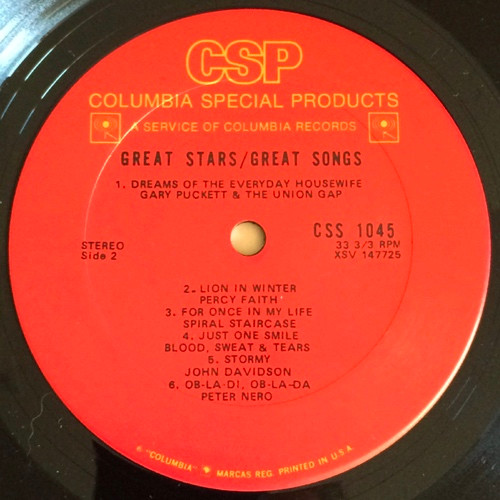 CSP
COLUMBIA SPECIAL PRODUCTS
A SERVICE OF COLUMBIA RECORDS
GREAT STARS/GREAT SONGS
1. DREAMS OF THE EVERYDAY HOUSEWIFE
GARY PUCKETT & THE UNION GAP
CSS 1045
33 1/3 RPM
XSV 147725
STEREO
Side 2
2. LION IN WINTER
PERCY FAITH
3. FOR ONCE IN MY LIFE
SPIRAL STAIRCASE
4. JUST ONE SMILE
BLOOD, SWEAT & TEARS
5. STORMY
JOHN DAVIDSON
6. OB-LA-DI, OB-LA-DA
PETER NERO
"COLUMBIA" MARCAS REG. PRINTED IN U.S.A.